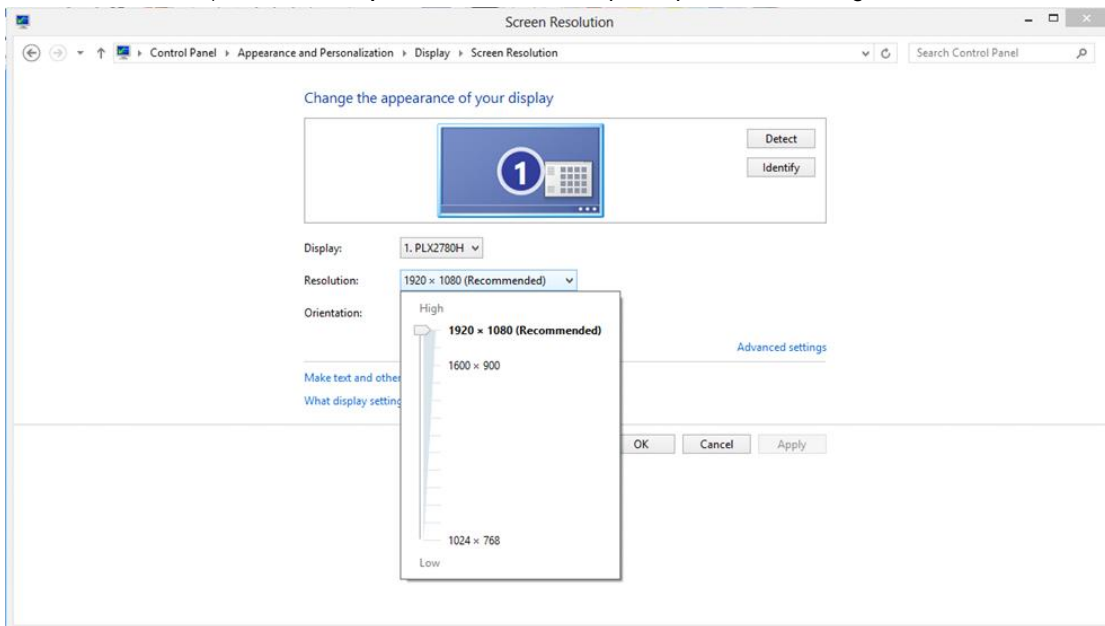 Screen Resolution
Control Panel ▸ Appearance and Personalization ▸ Display ▸ Screen Resolution
Search Control Panel
Change the appearance of your display
1
Detect
Identify
Display: 1. PLX2780H
Resolution: 1920 × 1080 (Recommended)
Orientation:
High
1920 × 1080 (Recommended)
1600 × 900
1024 × 768
Low
Advanced settings
Make text and other
What display setting
OK Cancel Apply